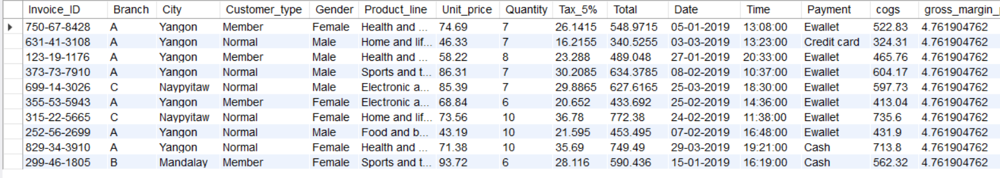 Invoice_ID Branch City Customer_type Gender Product_line Unit_price Quantity Tax_5% Total Date Time Payment cogs gross_margin_
750-67-8428 A Yangon Member Female Health and ... 74.69 7 26.1415 548.9715 05-01-2019 13:08:00 Ewallet 522.83 4.761904762
631-41-3108 A Yangon Normal Male Home and lif... 46.33 7 16.2155 340.5255 03-03-2019 13:23:00 Credit card 324.31 4.761904762
123-19-1176 A Yangon Member Male Health and ... 58.22 8 23.288 489.048 27-01-2019 20:33:00 Ewallet 465.76 4.761904762
373-73-7910 A Yangon Normal Male Sports and t... 86.31 7 30.2085 634.3785 08-02-2019 10:37:00 Ewallet 604.17 4.761904762
699-14-3026 C Naypyitaw Normal Male Electronic a... 85.39 7 29.8865 627.6165 25-03-2019 18:30:00 Ewallet 597.73 4.761904762
355-53-5943 A Yangon Member Female Electronic a... 68.84 6 20.652 433.692 25-02-2019 14:36:00 Ewallet 413.04 4.761904762
315-22-5665 C Naypyitaw Normal Female Home and lif... 73.56 10 36.78 772.38 24-02-2019 11:38:00 Ewallet 735.6 4.761904762
252-56-2699 A Yangon Normal Male Food and b... 43.19 10 21.595 453.495 07-02-2019 16:48:00 Ewallet 431.9 4.761904762
829-34-3910 A Yangon Normal Female Health and ... 71.38 10 35.69 749.49 29-03-2019 19:21:00 Cash 713.8 4.761904762
299-46-1805 B Mandalay Member Female Sports and t... 93.72 6 28.116 590.436 15-01-2019 16:19:00 Cash 562.32 4.761904762